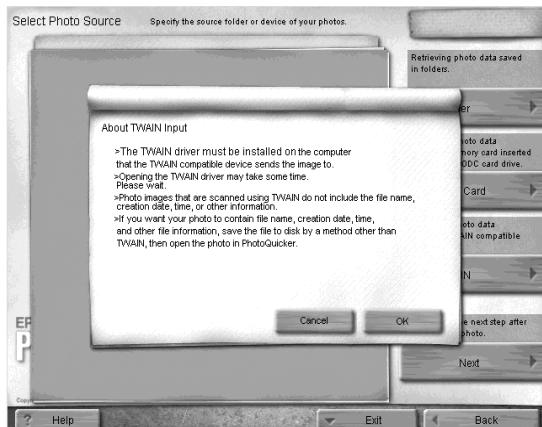 Select Photo Source
Specify the source folder or device of your photos.
Retrieving photo data saved
in folders.
About TWAIN Input
>The TWAIN driver must be installed on the computer
that the TWAIN compatible device sends the image to.
>Opening the TWAIN driver may take some time.
Please wait.
>Photo images that are scanned using TWAIN do not include the file name,
creation date, time, or other information.
>If you want your photo to contain file name, creation date, time,
and other file information, save the file to disk by a method other than
TWAIN, then open the photo in PhotoQuicker.
Cancel
OK
er
oto data
ory card inserted
ODC card drive.
Card
oto data
AIN compatible
N
e next step after
photo.
Next
EP
P
Copy
? Help
Exit
Back